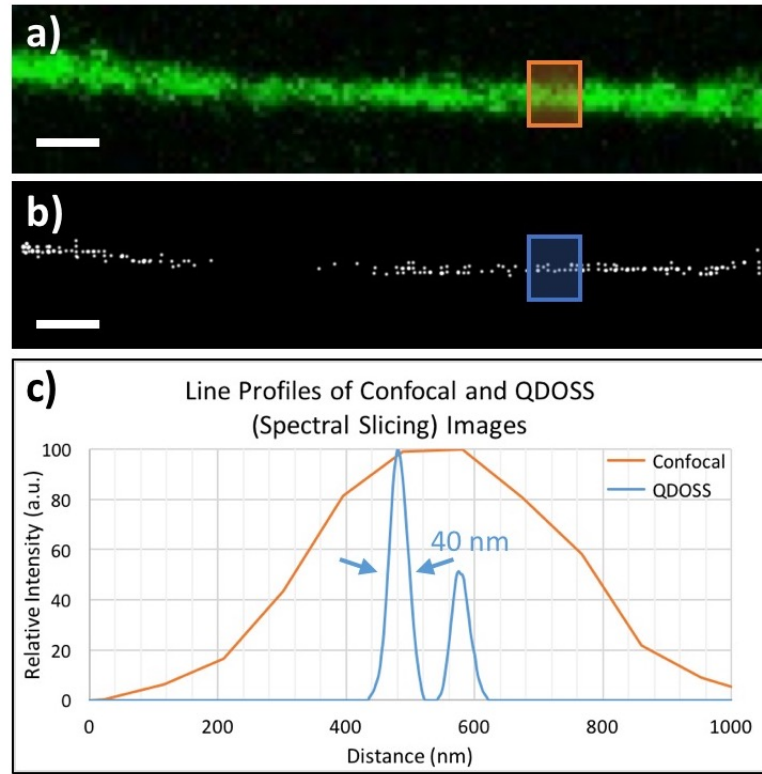 a)
b)
c)
Line Profiles of Confocal and QDOSS
(Spectral Slicing) Images
Relative Intensity (a.u.)
100
80
60
40
20
0
Confocal
QDOSS
40 nm
0 200 400 600 800 1000
Distance (nm)